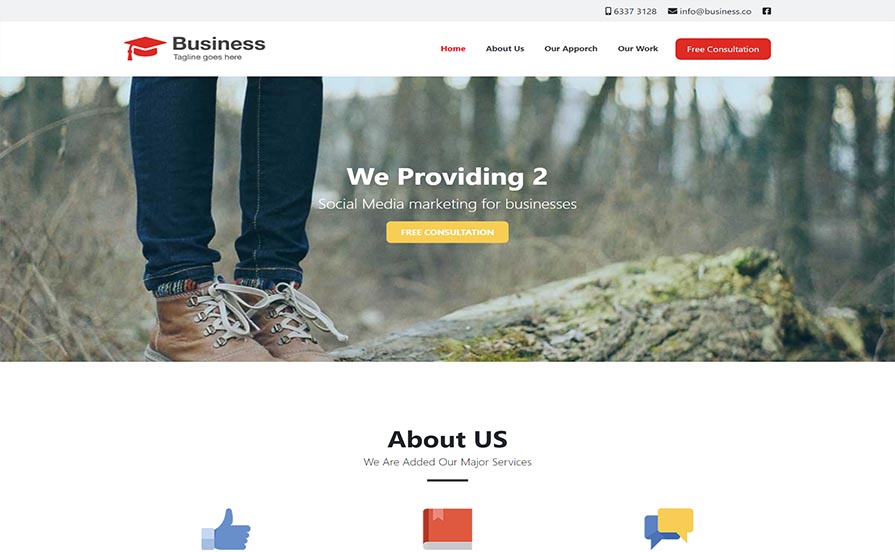 6337 3128 info@business.co
Business
Tagline goes here
Home About Us Our Apporch Our Work Free Consultation
We Providing 2
Social Media marketing for businesses
FREE CONSULTATION
About US
We Are Added Our Major Services